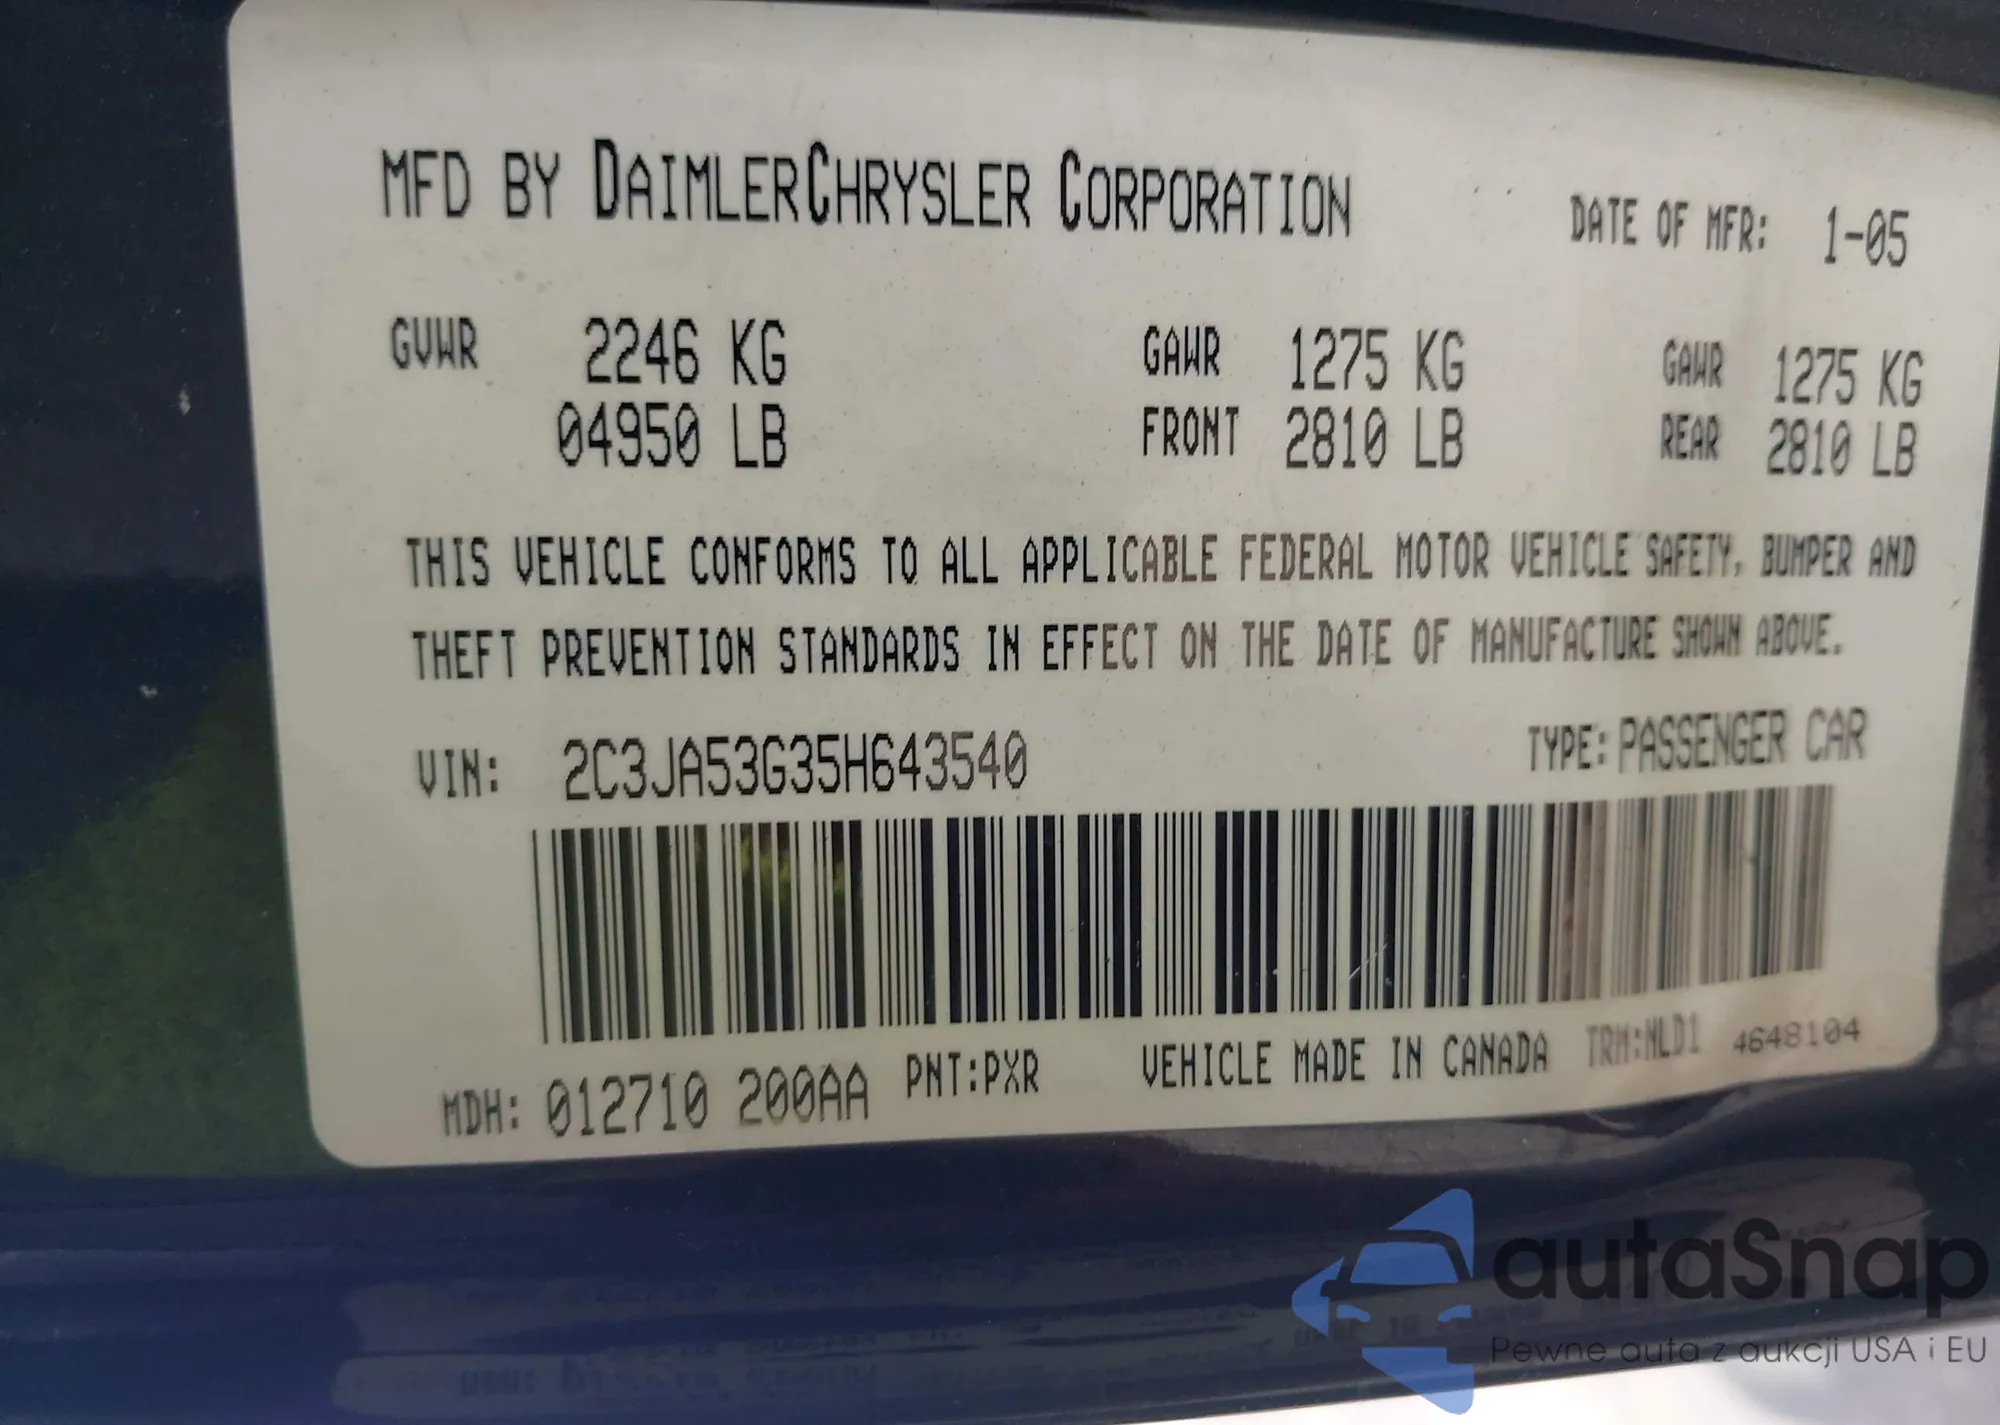 MFD BY DAIMLERCHRYSLER CORPORATION
DATE OF MFR: 1-05
GVWR 2246 KG GAWR 1275 KG GAWR 1275 KG
04950 LB FRONT 2810 LB REAR 2810 LB
THIS VEHICLE CONFORMS TO ALL APPLICABLE FEDERAL MOTOR VEHICLE SAFETY, BUMPER AND
THEFT PREVENTION STANDARDS IN EFFECT ON THE DATE OF MANUFACTURE SHOWN ABOVE.
VIN: 2C3JA53G35H643540 TYPE: PASSENGER CAR
MDH: 012710 200AA PNT:PXR VEHICLE MADE IN CANADA TRM:NLD1 4648104
autaSnap
Pewne auta z aukcji USA i EU